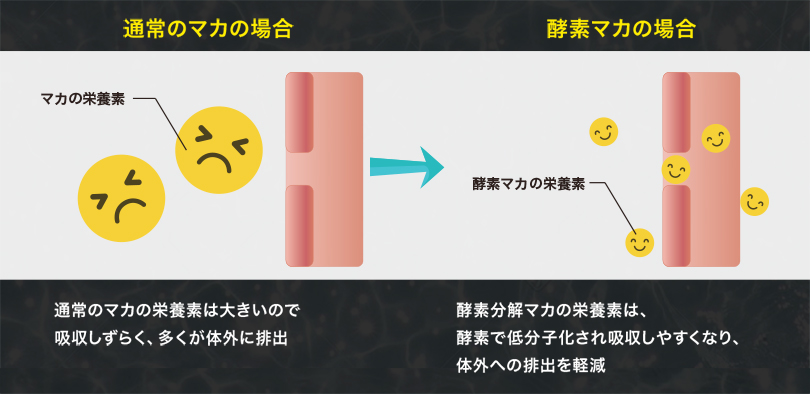 通常のマカの場合
マカの栄養素
通常のマカの栄養素は大きいので
吸収しずらく、多くが体外に排出
酵素マカの場合
酵素マカの栄養素
酵素分解マカの栄養素は、
酵素で低分子化され吸収しやすくなり、
体外への排出を軽減